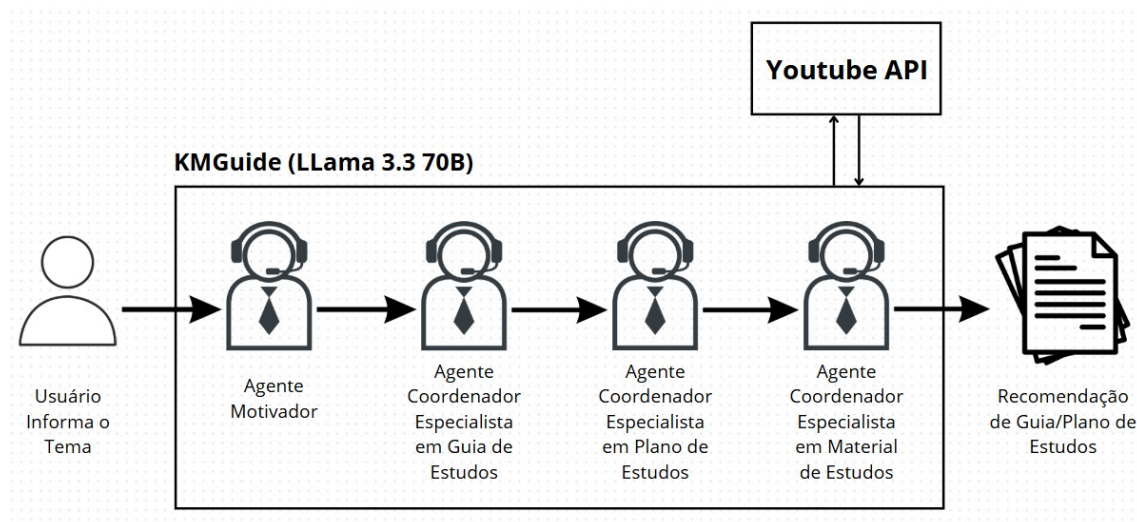 Youtube API
KMGuide (LLama 3.3 70B)
Usuário
Informa o
Tema
Agente
Motivador
Agente
Coordenador
Especialista
em Guia de
Estudos
Agente
Coordenador
Especialista
em Plano de
Estudos
Agente
Coordenador
Especialista
em Material
de Estudos
Recomendação
de Guia/Plano de
Estudos